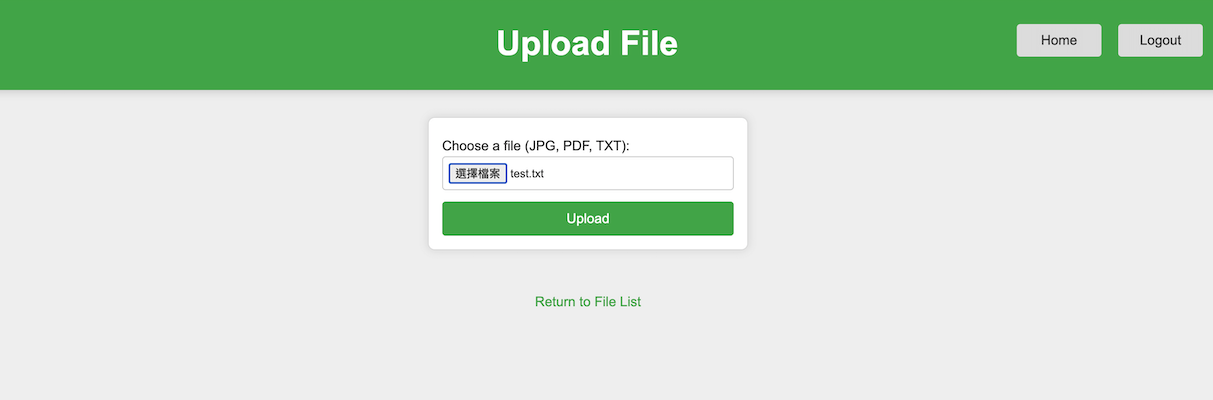 Upload File
Home
Logout
Choose a file (JPG, PDF, TXT):
選擇檔案 test.txt
Upload
Return to File List